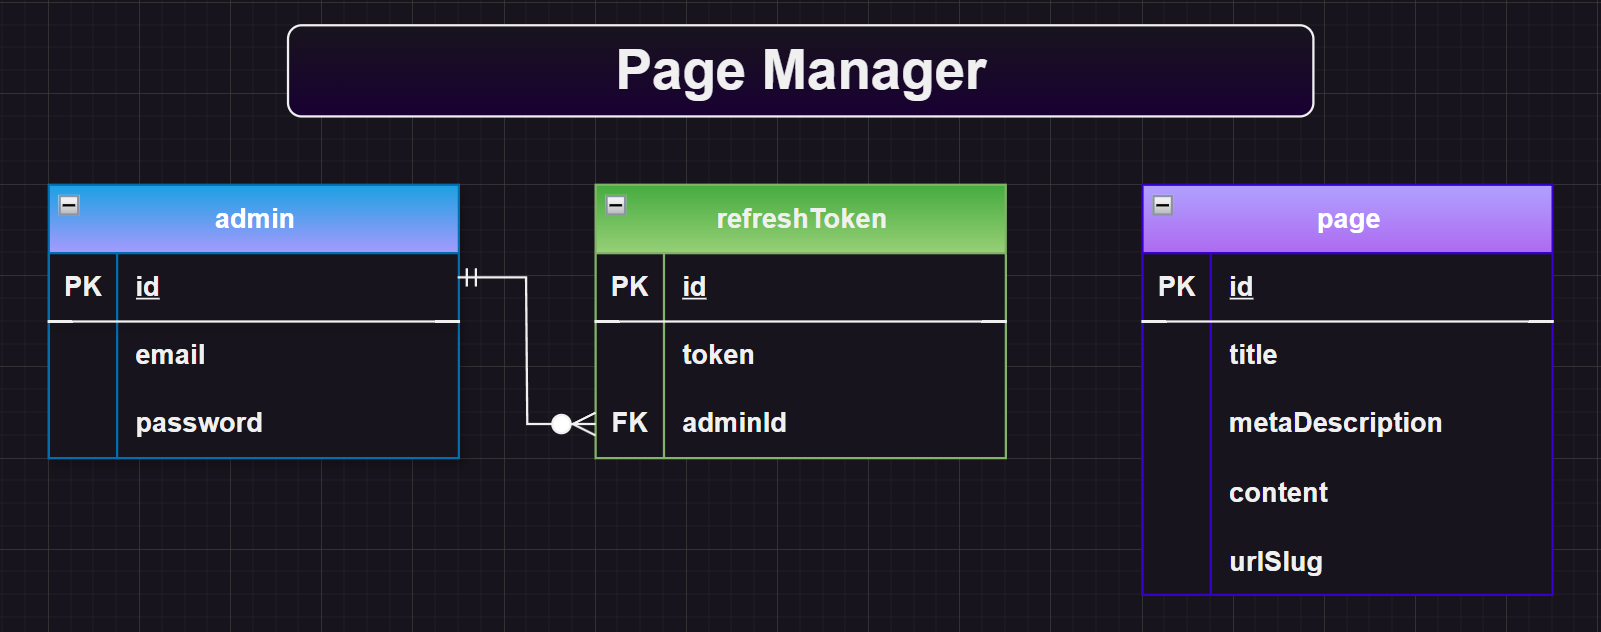 Page Manager
admin
PK id
email
password
refreshToken
PK id
token
FK adminId
page
PK id
title
metaDescription
content
urlSlug